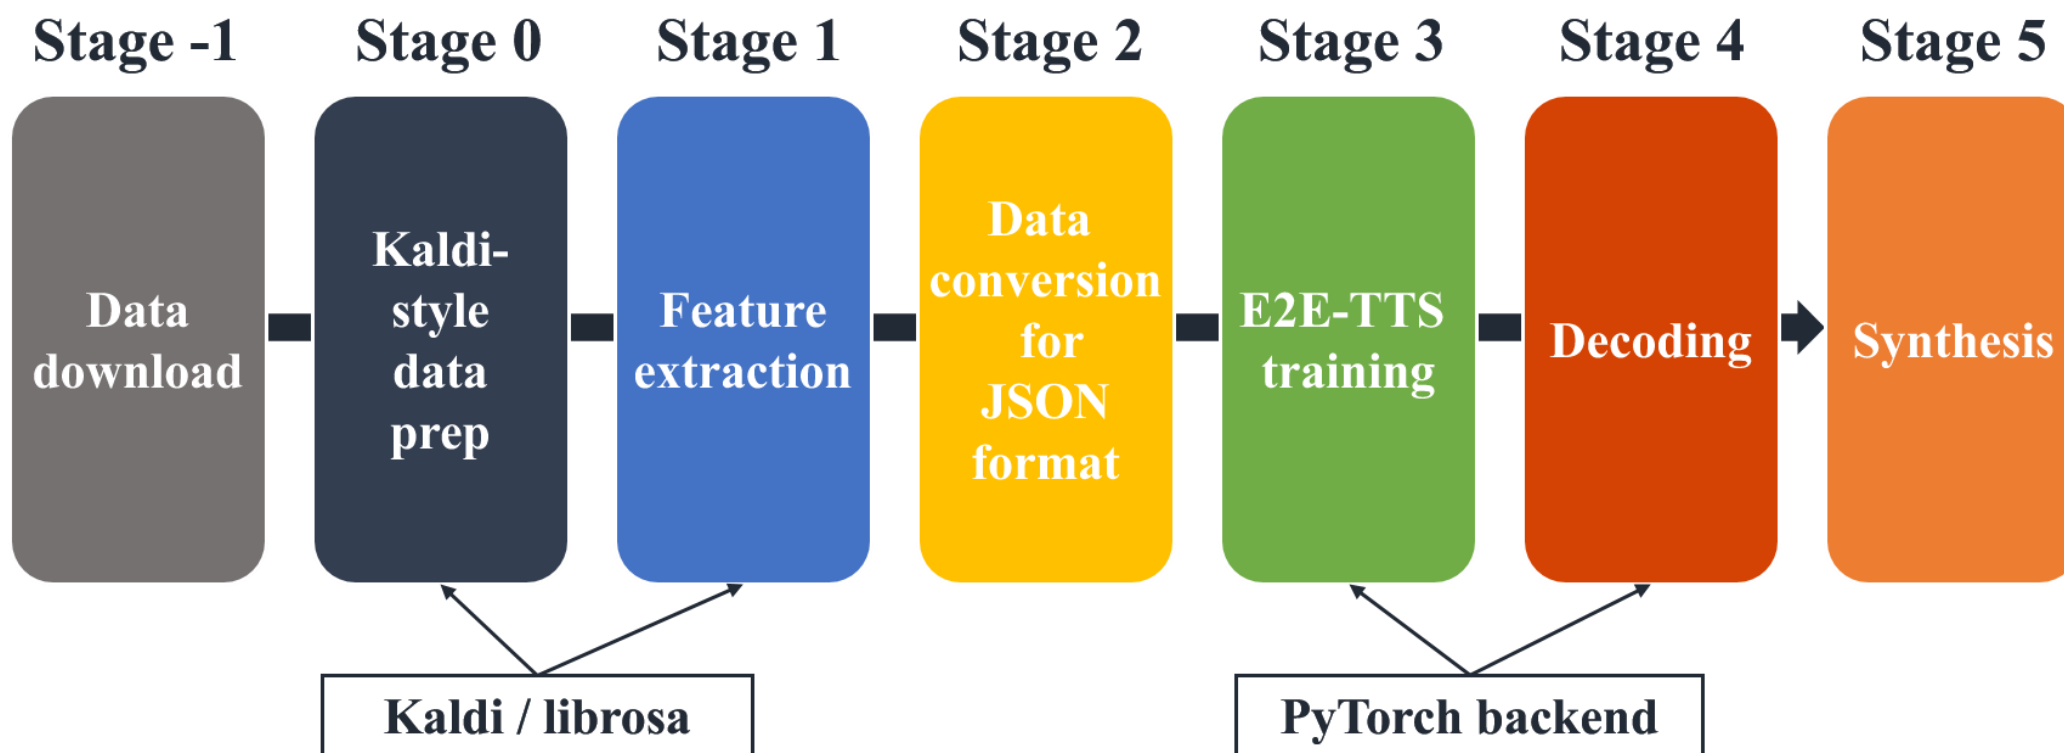 Stage -1
Stage 0
Stage 1
Stage 2
Stage 3
Stage 4
Stage 5
Data
download
Kaldi-
style
data
prep
Feature
extraction
Data
conversion
for
JSON
format
E2E-TTS
training
Decoding
Synthesis
Kaldi / librosa
PyTorch backend